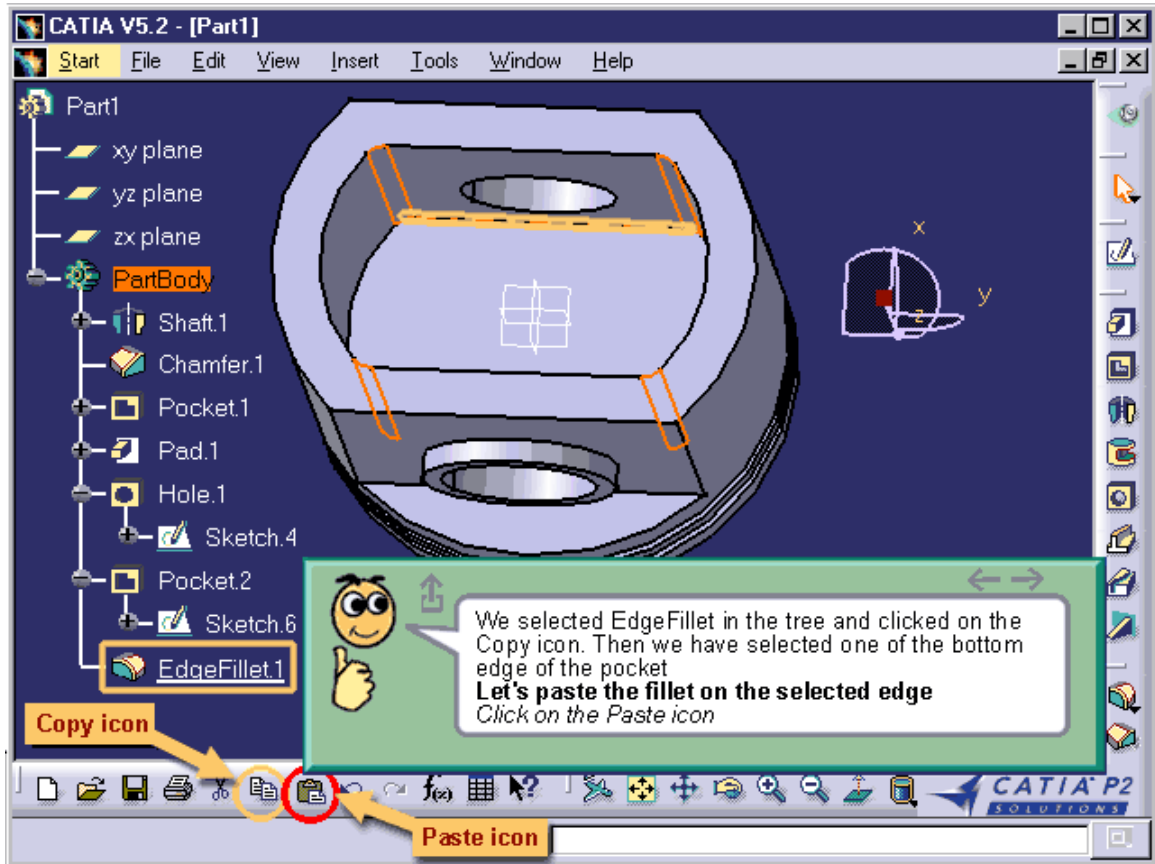 CATIA V5.2 - [Part1]
Start File Edit View Insert Tools Window Help
Part1
xy plane
yz plane
zx plane
PartBody
Shaft.1
Chamfer.1
Pocket.1
Pad.1
Hole.1
Sketch.4
Pocket.2
Sketch.6
EdgeFillet.1
x
y
z
We selected EdgeFillet in the tree and clicked on the
Copy icon. Then we have selected one of the bottom
edge of the pocket
Let's paste the fillet on the selected edge
Click on the Paste icon
Copy icon
f(x)
CATIA P2
SOLUTIONS
Paste icon